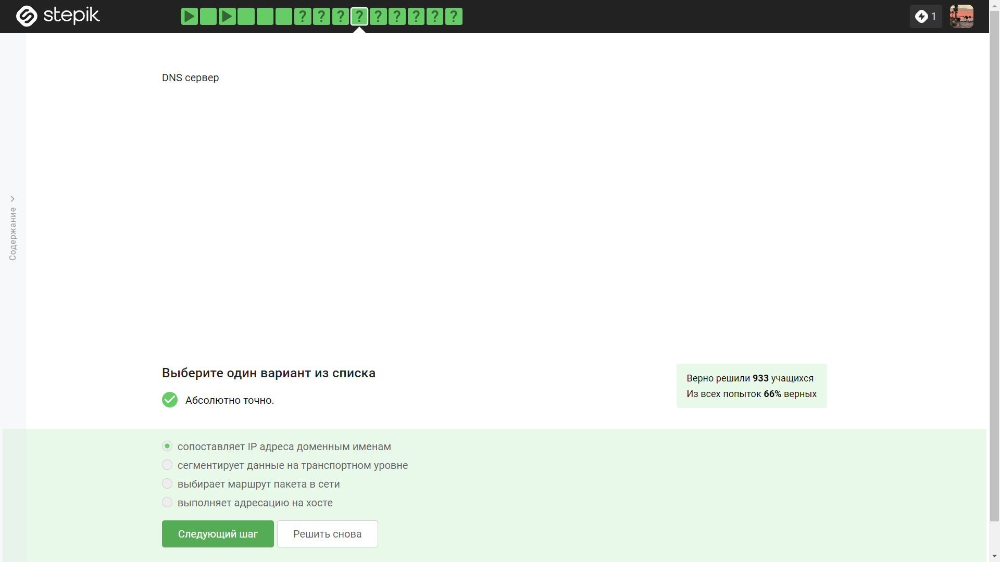 stepik
? ? ? ? ? ? ? ? ?
1
Содержание
DNS сервер
Выберите один вариант из списка
Абсолютно точно.
Верно решили 933 учащихся
Из всех попыток 66% верных
сопоставляет IP адреса доменным именам
сегментирует данные на транспортном уровне
выбирает маршрут пакета в сети
выполняет адресацию на хосте
Следующий шаг
Решить снова